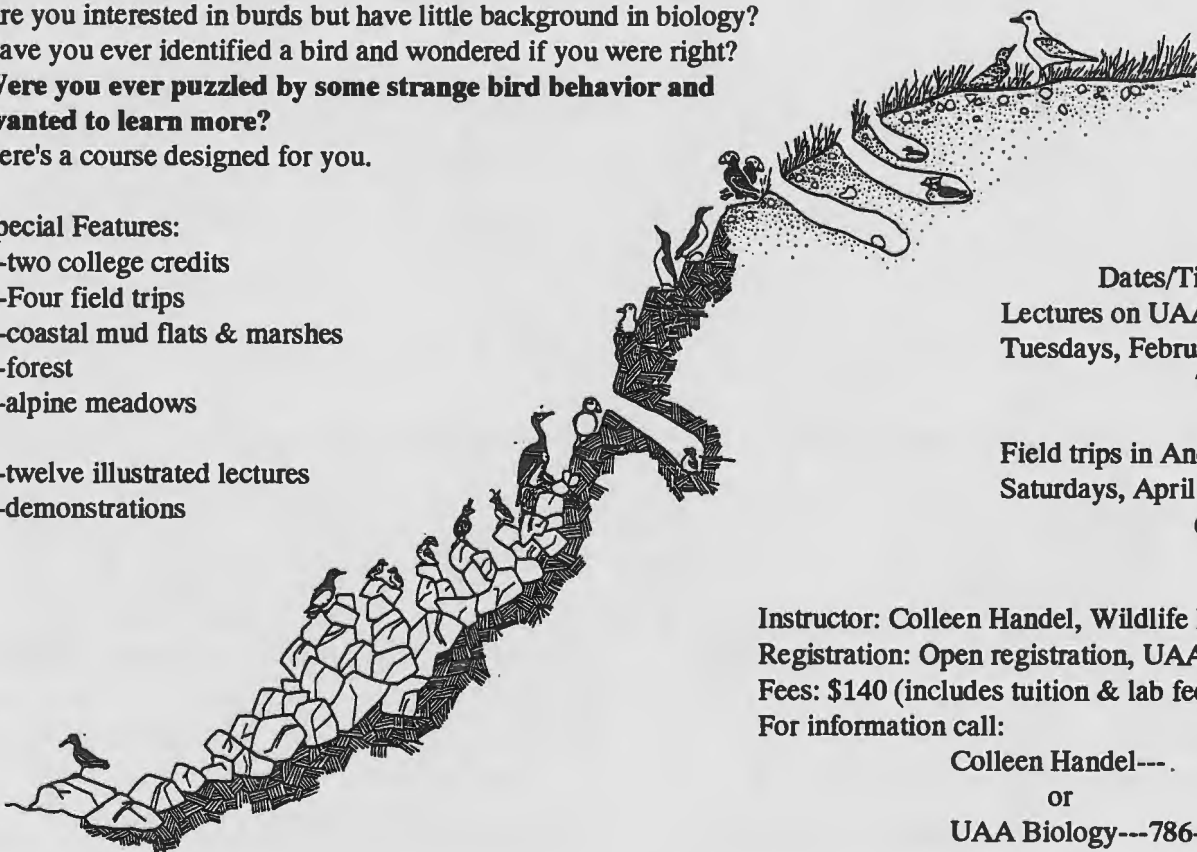 re you interested in burds but have little background in biology?
ave you ever identified a bird and wondered if you were right?
Vere you ever puzzled by some strange bird behavior and
vanted to learn more?
ere's a course designed for you.
pecial Features:
-two college credits
-Four field trips
-coastal mud flats & marshes
-forest
-alpine meadows
-twelve illustrated lectures
-demonstrations
Dates/Ti
Lectures on UAA
Tuesdays, Febru
Field trips in An
Saturdays, April
Instructor: Colleen Handel, Wildlife
Registration: Open registration, UAA
Fees: $140 (includes tuition & lab fee
For information call:
Colleen Handel---.
or
UAA Biology---786-